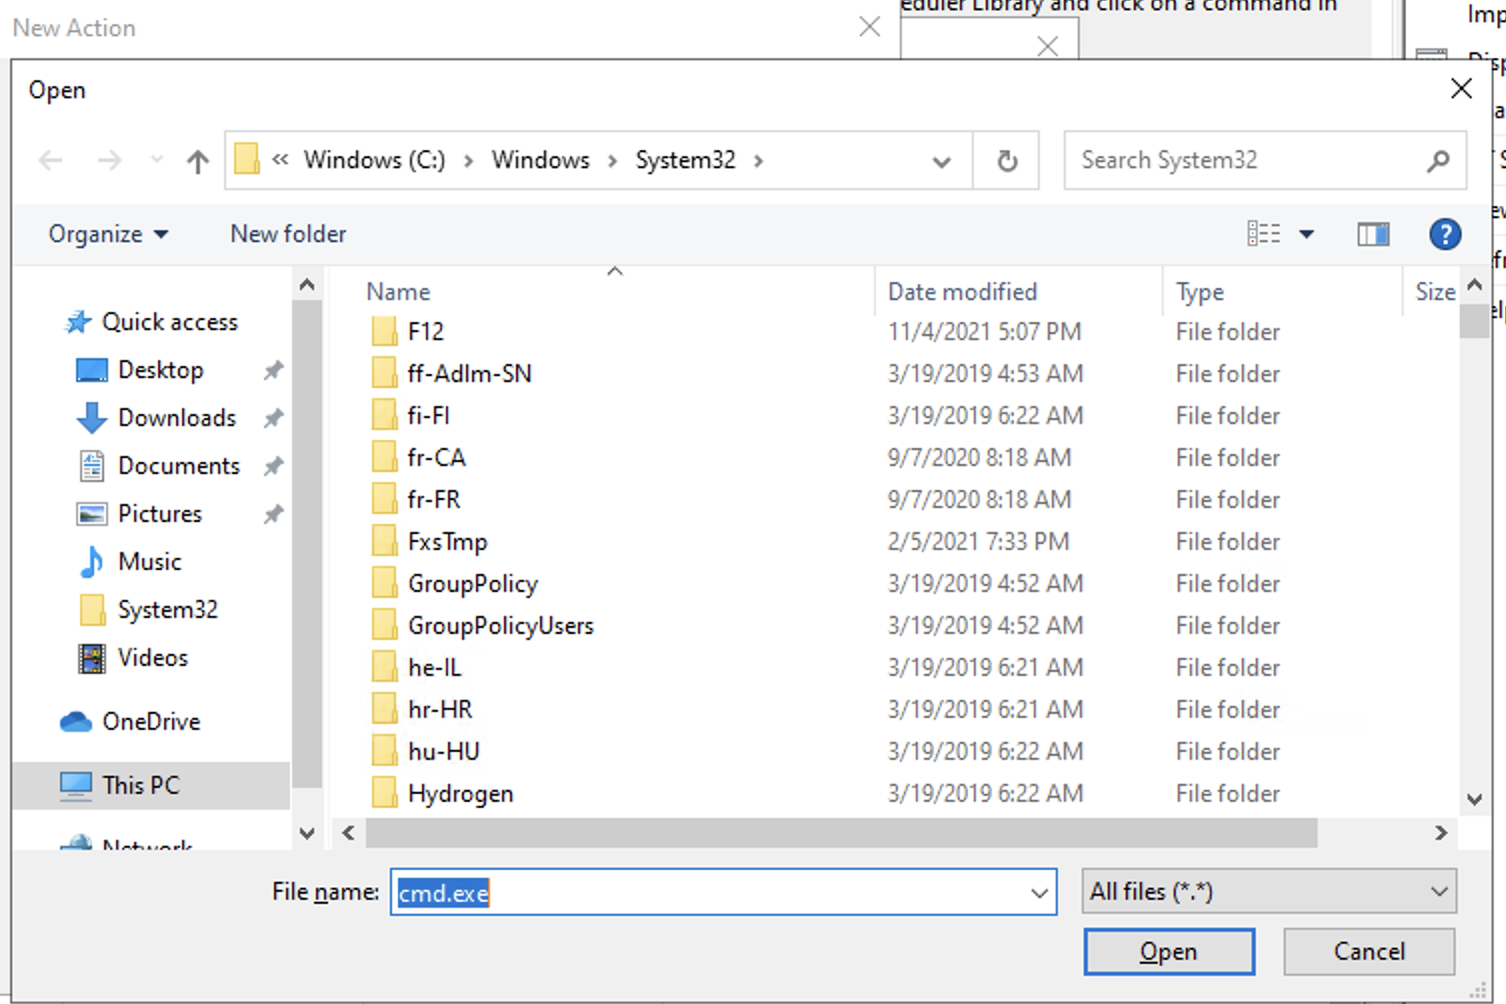 New Action
eduler Library and click on a command in
Imp
Disp
Open
« Windows (C:) > Windows > System32 >
Search System32
Organize
New folder
Name
Date modified
Type
Size
Quick access
Desktop
Downloads
Documents
Pictures
Music
System32
Videos
OneDrive
This PC
Network
F12 11/4/2021 5:07 PM File folder
ff-Adlm-SN 3/19/2019 4:53 AM File folder
fi-FI 3/19/2019 6:22 AM File folder
fr-CA 9/7/2020 8:18 AM File folder
fr-FR 9/7/2020 8:18 AM File folder
FxsTmp 2/5/2021 7:33 PM File folder
GroupPolicy 3/19/2019 4:52 AM File folder
GroupPolicyUsers 3/19/2019 4:52 AM File folder
he-IL 3/19/2019 6:21 AM File folder
hr-HR 3/19/2019 6:21 AM File folder
hu-HU 3/19/2019 6:22 AM File folder
Hydrogen 3/19/2019 6:22 AM File folder
File name: cmd.exe
All files (*.*)
Open
Cancel